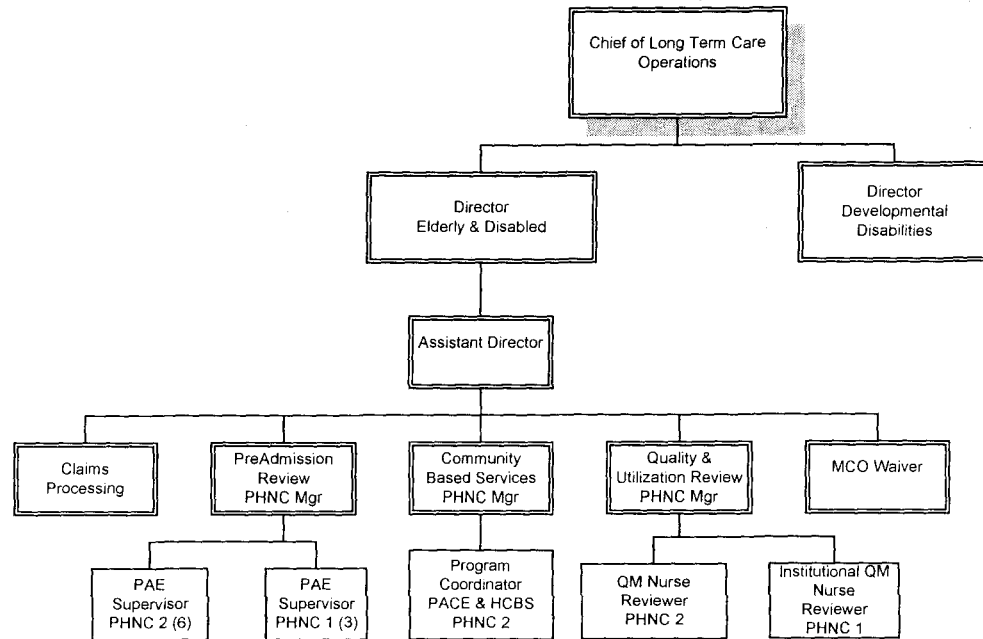 Chief of Long Term Care
Operations
Director
Elderly & Disabled
Director
Developmental
Disabilities
Assistant Director
Claims
Processing
PreAdmission
Review
PHNC Mgr
Community
Based Services
PHNC Mgr
Quality &
Utilization Review
PHNC Mgr
MCO Waiver
PAE
Supervisor
PHNC 2 (6)
PAE
Supervisor
PHNC 1 (3)
Program
Coordinator
PACE & HCBS
PHNC 2
QM Nurse
Reviewer
PHNC 2
Institutional QM
Nurse
Reviewer
PHNC 1